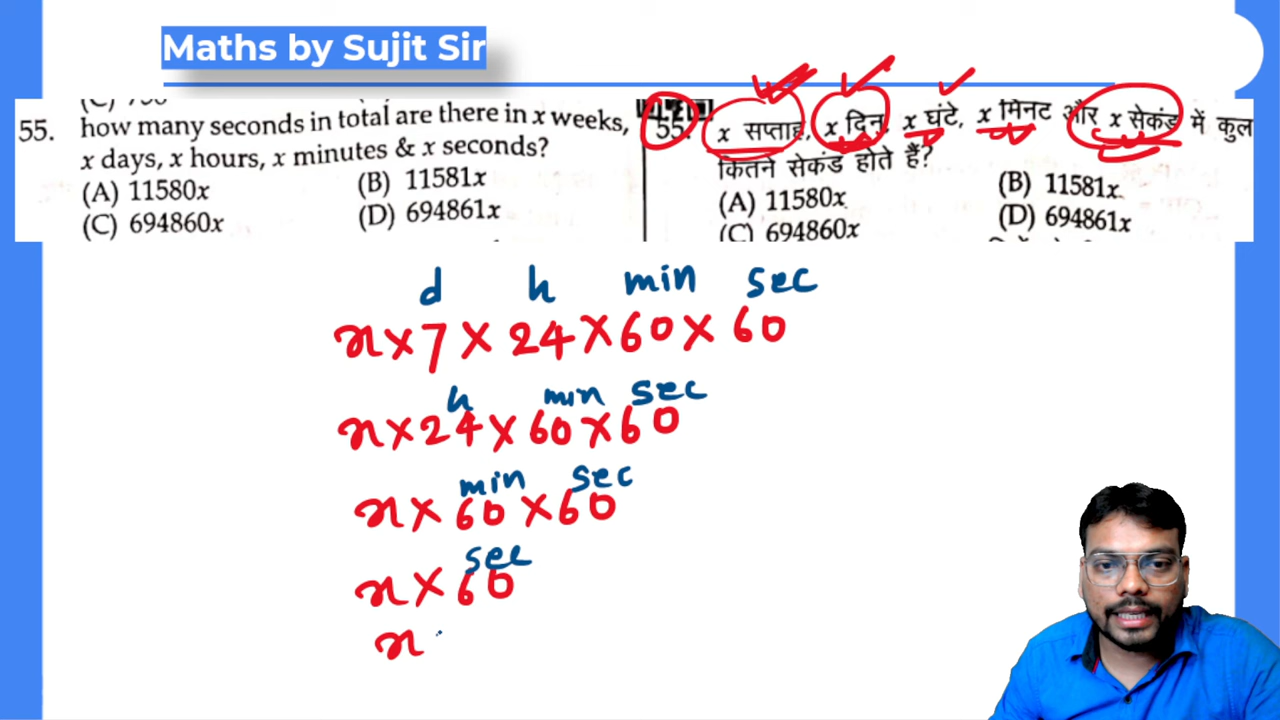 Maths by Sujit Sir
55. how many seconds in total are there in x weeks,
x days, x hours, x minutes & x seconds?
(A) 11580x (B) 11581x
(C) 694860x (D) 694861x
55. x सप्ताह, x दिन, x घंटे, x मिनट और x सेकंड में कुल
कितने सेकंड होते हैं?
(A) 11580x (B) 11581x
(C) 694860x (D) 694861x
d h min sec
x×7×24×60×60
h min sec
x×24×60×60
min sec
x×60×60
sec
x×60
x